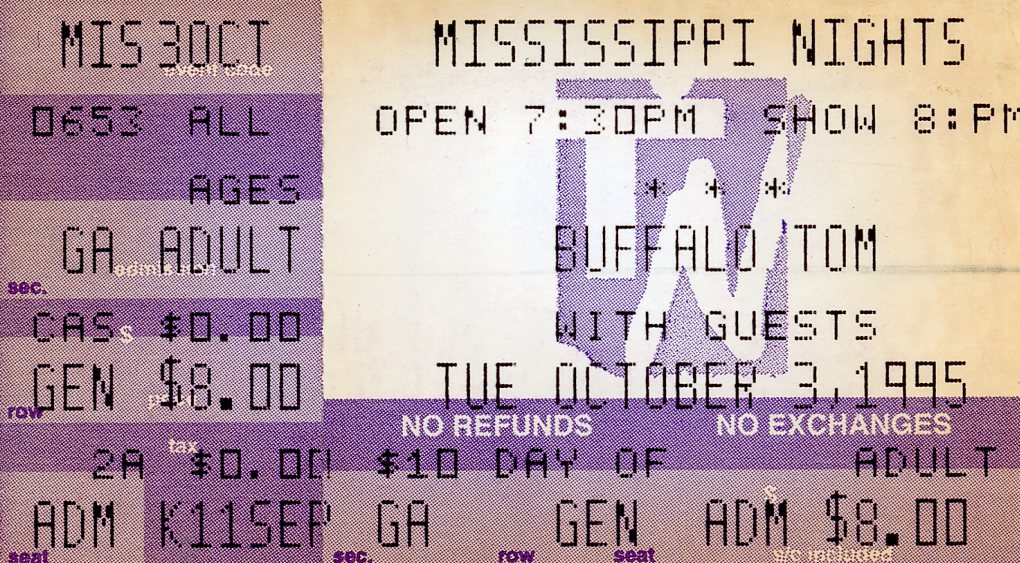 MIS3OCT
event code
0653 ALL
AGES
GA ADULT
admission
sec.
CAS $ $0.00
GEN $8.00
row
tax
2A $0.00
ADM K11SEP
seat
MISSISSIPPI NIGHTS
OPEN 7:30PM SHOW 8:PM
* * *
BUFFALO TOM
WITH GUESTS
TUE OCTOBER 3,1995
NO REFUNDS NO EXCHANGES
$10 DAY OF ADULT
$
GA GEN ADM $8.00
sec. row seat s/c included